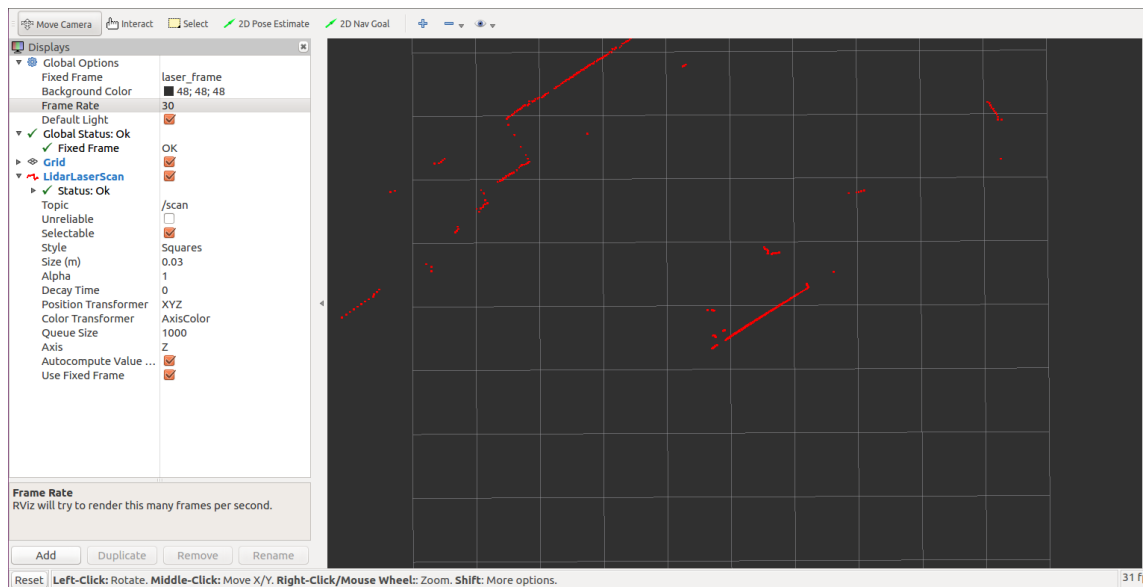 Move Camera Interact Select 2D Pose Estimate 2D Nav Goal
Displays
Global Options
Fixed Frame laser_frame
Background Color 48; 48; 48
Frame Rate 30
Default Light
Global Status: Ok
Fixed Frame OK
Grid
LidarLaserScan
Status: Ok
Topic /scan
Unreliable
Selectable
Style Squares
Size (m) 0.03
Alpha 1
Decay Time 0
Position Transformer XYZ
Color Transformer AxisColor
Queue Size 1000
Axis Z
Autocompute Value ...
Use Fixed Frame
Frame Rate
RViz will try to render this many frames per second.
Add Duplicate Remove Rename
Reset Left-Click: Rotate. Middle-Click: Move X/Y. Right-Click/Mouse Wheel:: Zoom. Shift: More options. 31 f